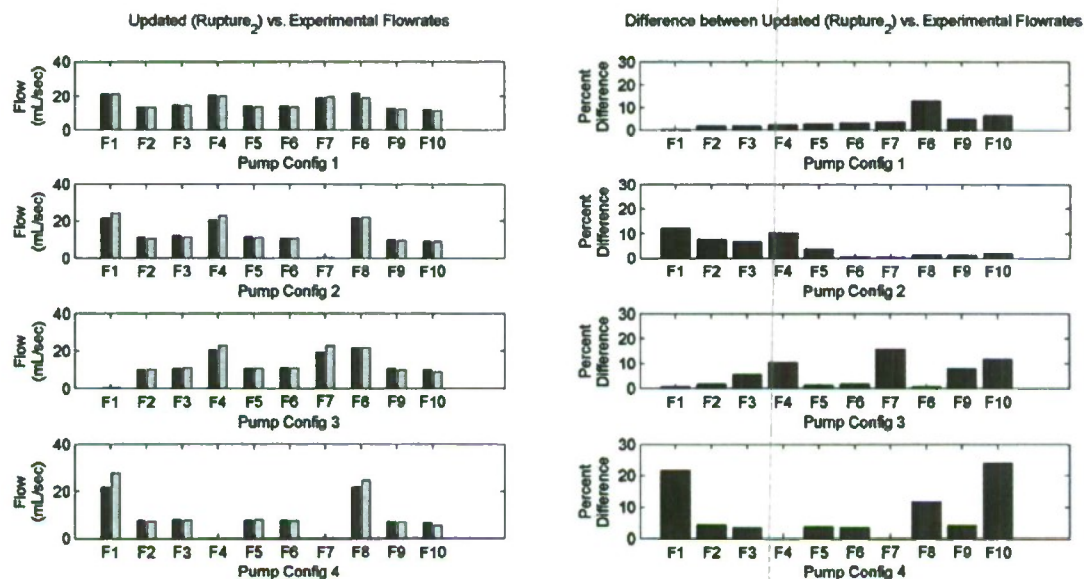 Updated (Rupture2) vs. Experimental Flowrates
Flow (mL/sec)
40
20
0
F1 F2 F3 F4 F5 F6 F7 F8 F9 F10
Pump Config 1
Flow (mL/sec)
40
20
0
F1 F2 F3 F4 F5 F6 F7 F8 F9 F10
Pump Config 2
Flow (mL/sec)
40
20
0
F1 F2 F3 F4 F5 F6 F7 F8 F9 F10
Pump Config 3
Flow (mL/sec)
40
20
0
F1 F2 F3 F4 F5 F6 F7 F8 F9 F10
Pump Config 4
Difference between Updated (Rupture2) vs. Experimental Flowrates
Percent Difference
30
20
10
0
F1 F2 F3 F4 F5 F6 F7 F8 F9 F10
Pump Config 1
Percent Difference
30
20
10
0
F1 F2 F3 F4 F5 F6 F7 F8 F9 F10
Pump Config 2
Percent Difference
30
20
10
0
F1 F2 F3 F4 F5 F6 F7 F8 F9 F10
Pump Config 3
Percent Difference
30
20
10
0
F1 F2 F3 F4 F5 F6 F7 F8 F9 F10
Pump Config 4